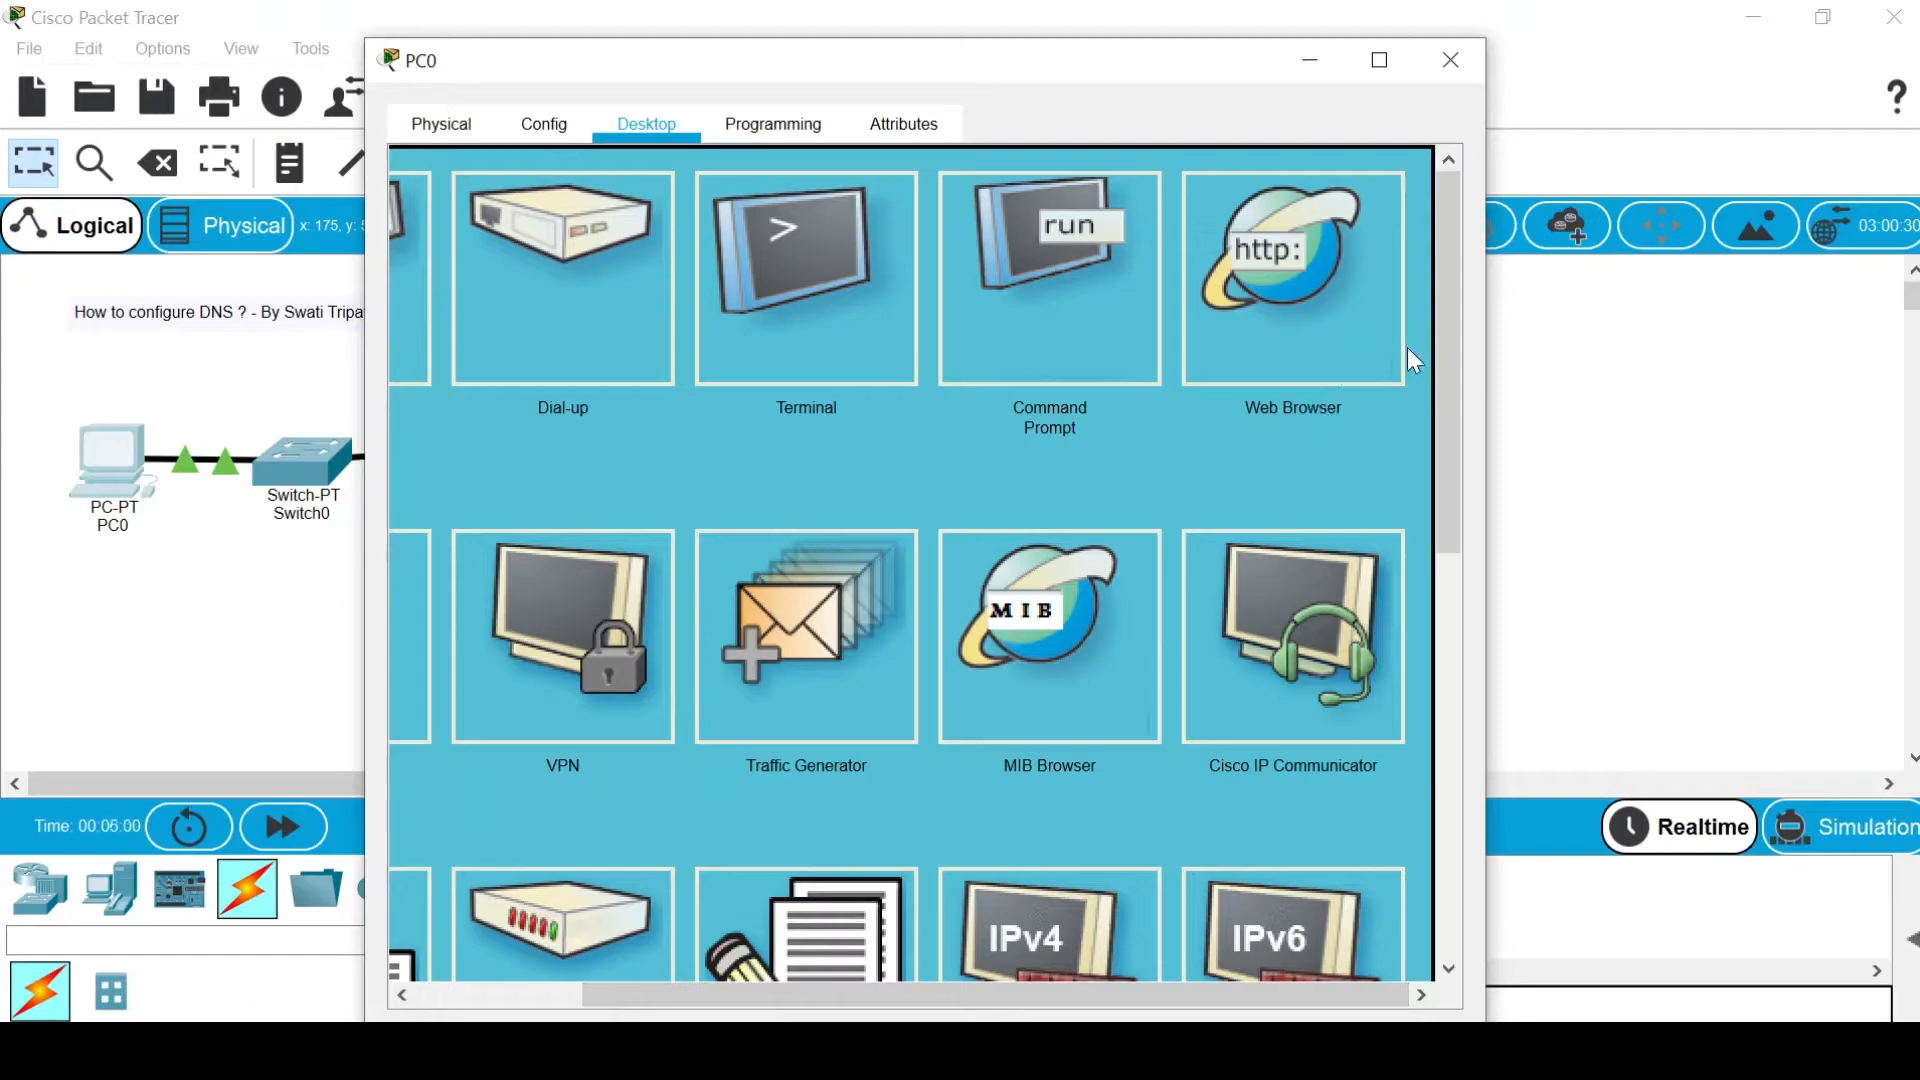 Cisco Packet Tracer
File Edit Options View Tools
PC0
Physical Config Desktop Programming Attributes
?
Logical
Physical
x: 175, y:
03:00:30
How to configure DNS ? - By Swati
PC-PT
PC0
Switch-PT
Switch0
>
run
http:
Dial-up
Terminal
Command
Prompt
Web Browser
MIB
VPN
Traffic Generator
MIB Browser
Cisco IP Communicator
IPv4
IPv6
Time: 00:05:00
Realtime
Simulation